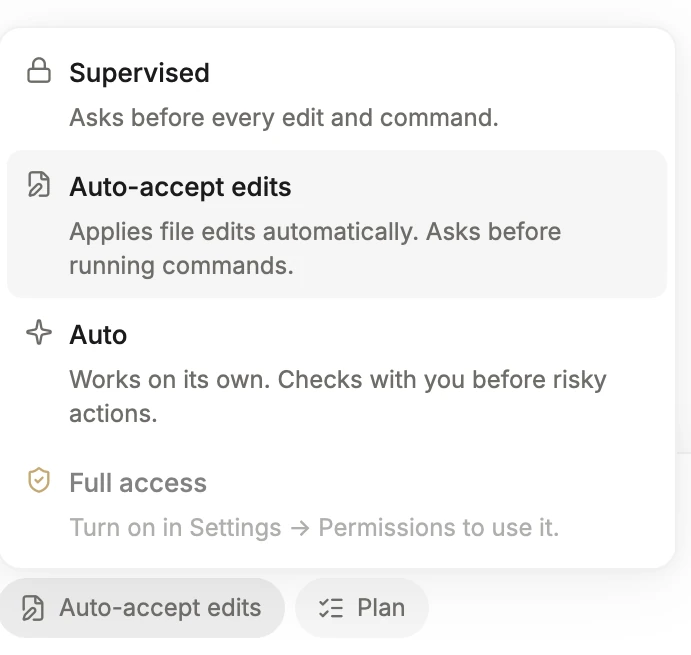 Supervised
Asks before every edit and command.
Auto-accept edits
Applies file edits automatically. Asks before
running commands.
Auto
Works on its own. Checks with you before risky
actions.
Full access
Turn on in Settings → Permissions to use it.
Auto-accept edits
Plan